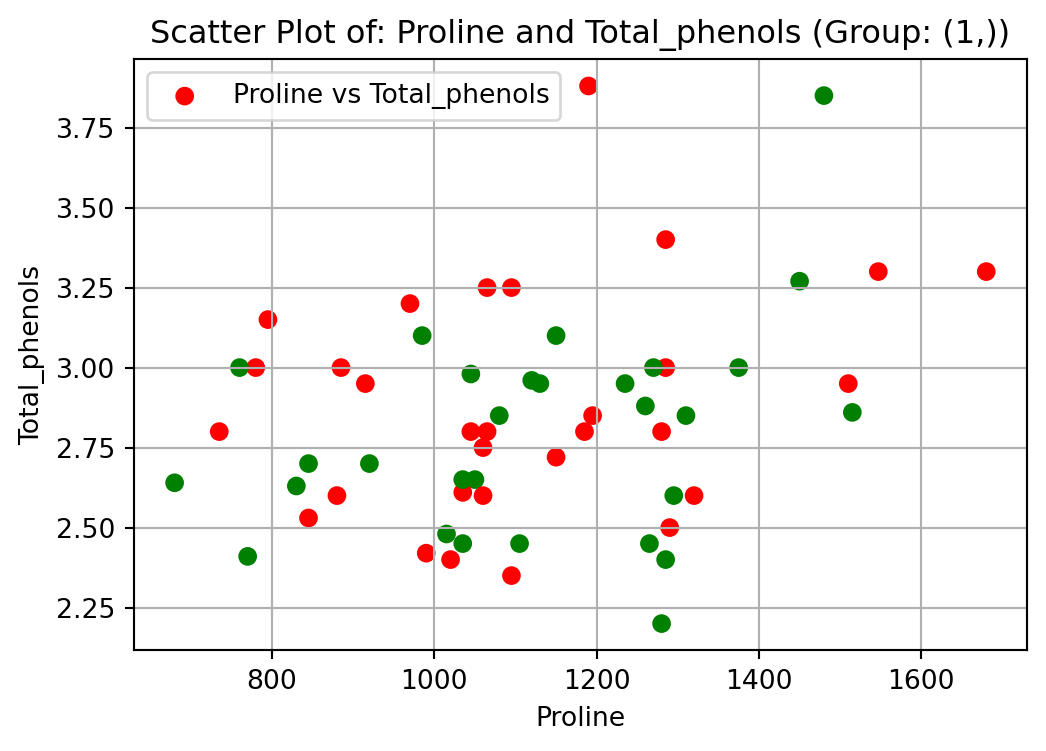 Scatter Plot of: Proline and Total_phenols (Group: (1,))
Proline vs Total_phenols
Total_phenols
3.75
3.50
3.25
3.00
2.75
2.50
2.25
800 1000 1200 1400 1600
Proline